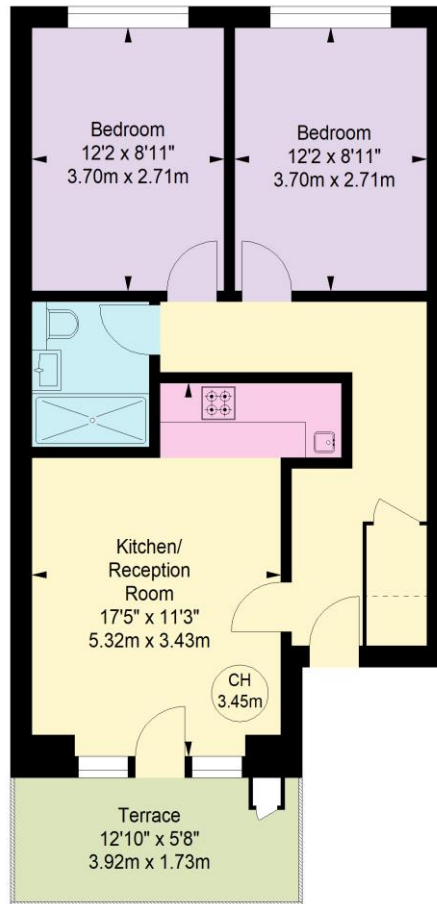 Bedroom
12'2 x 8'11"
3.70m x 2.71m
Bedroom
12'2 x 8'11"
3.70m x 2.71m
Kitchen/
Reception
Room
17'5" x 11'3"
5.32m x 3.43m
CH
3.45m
Terrace
12'10" x 5'8"
3.92m x 1.73m